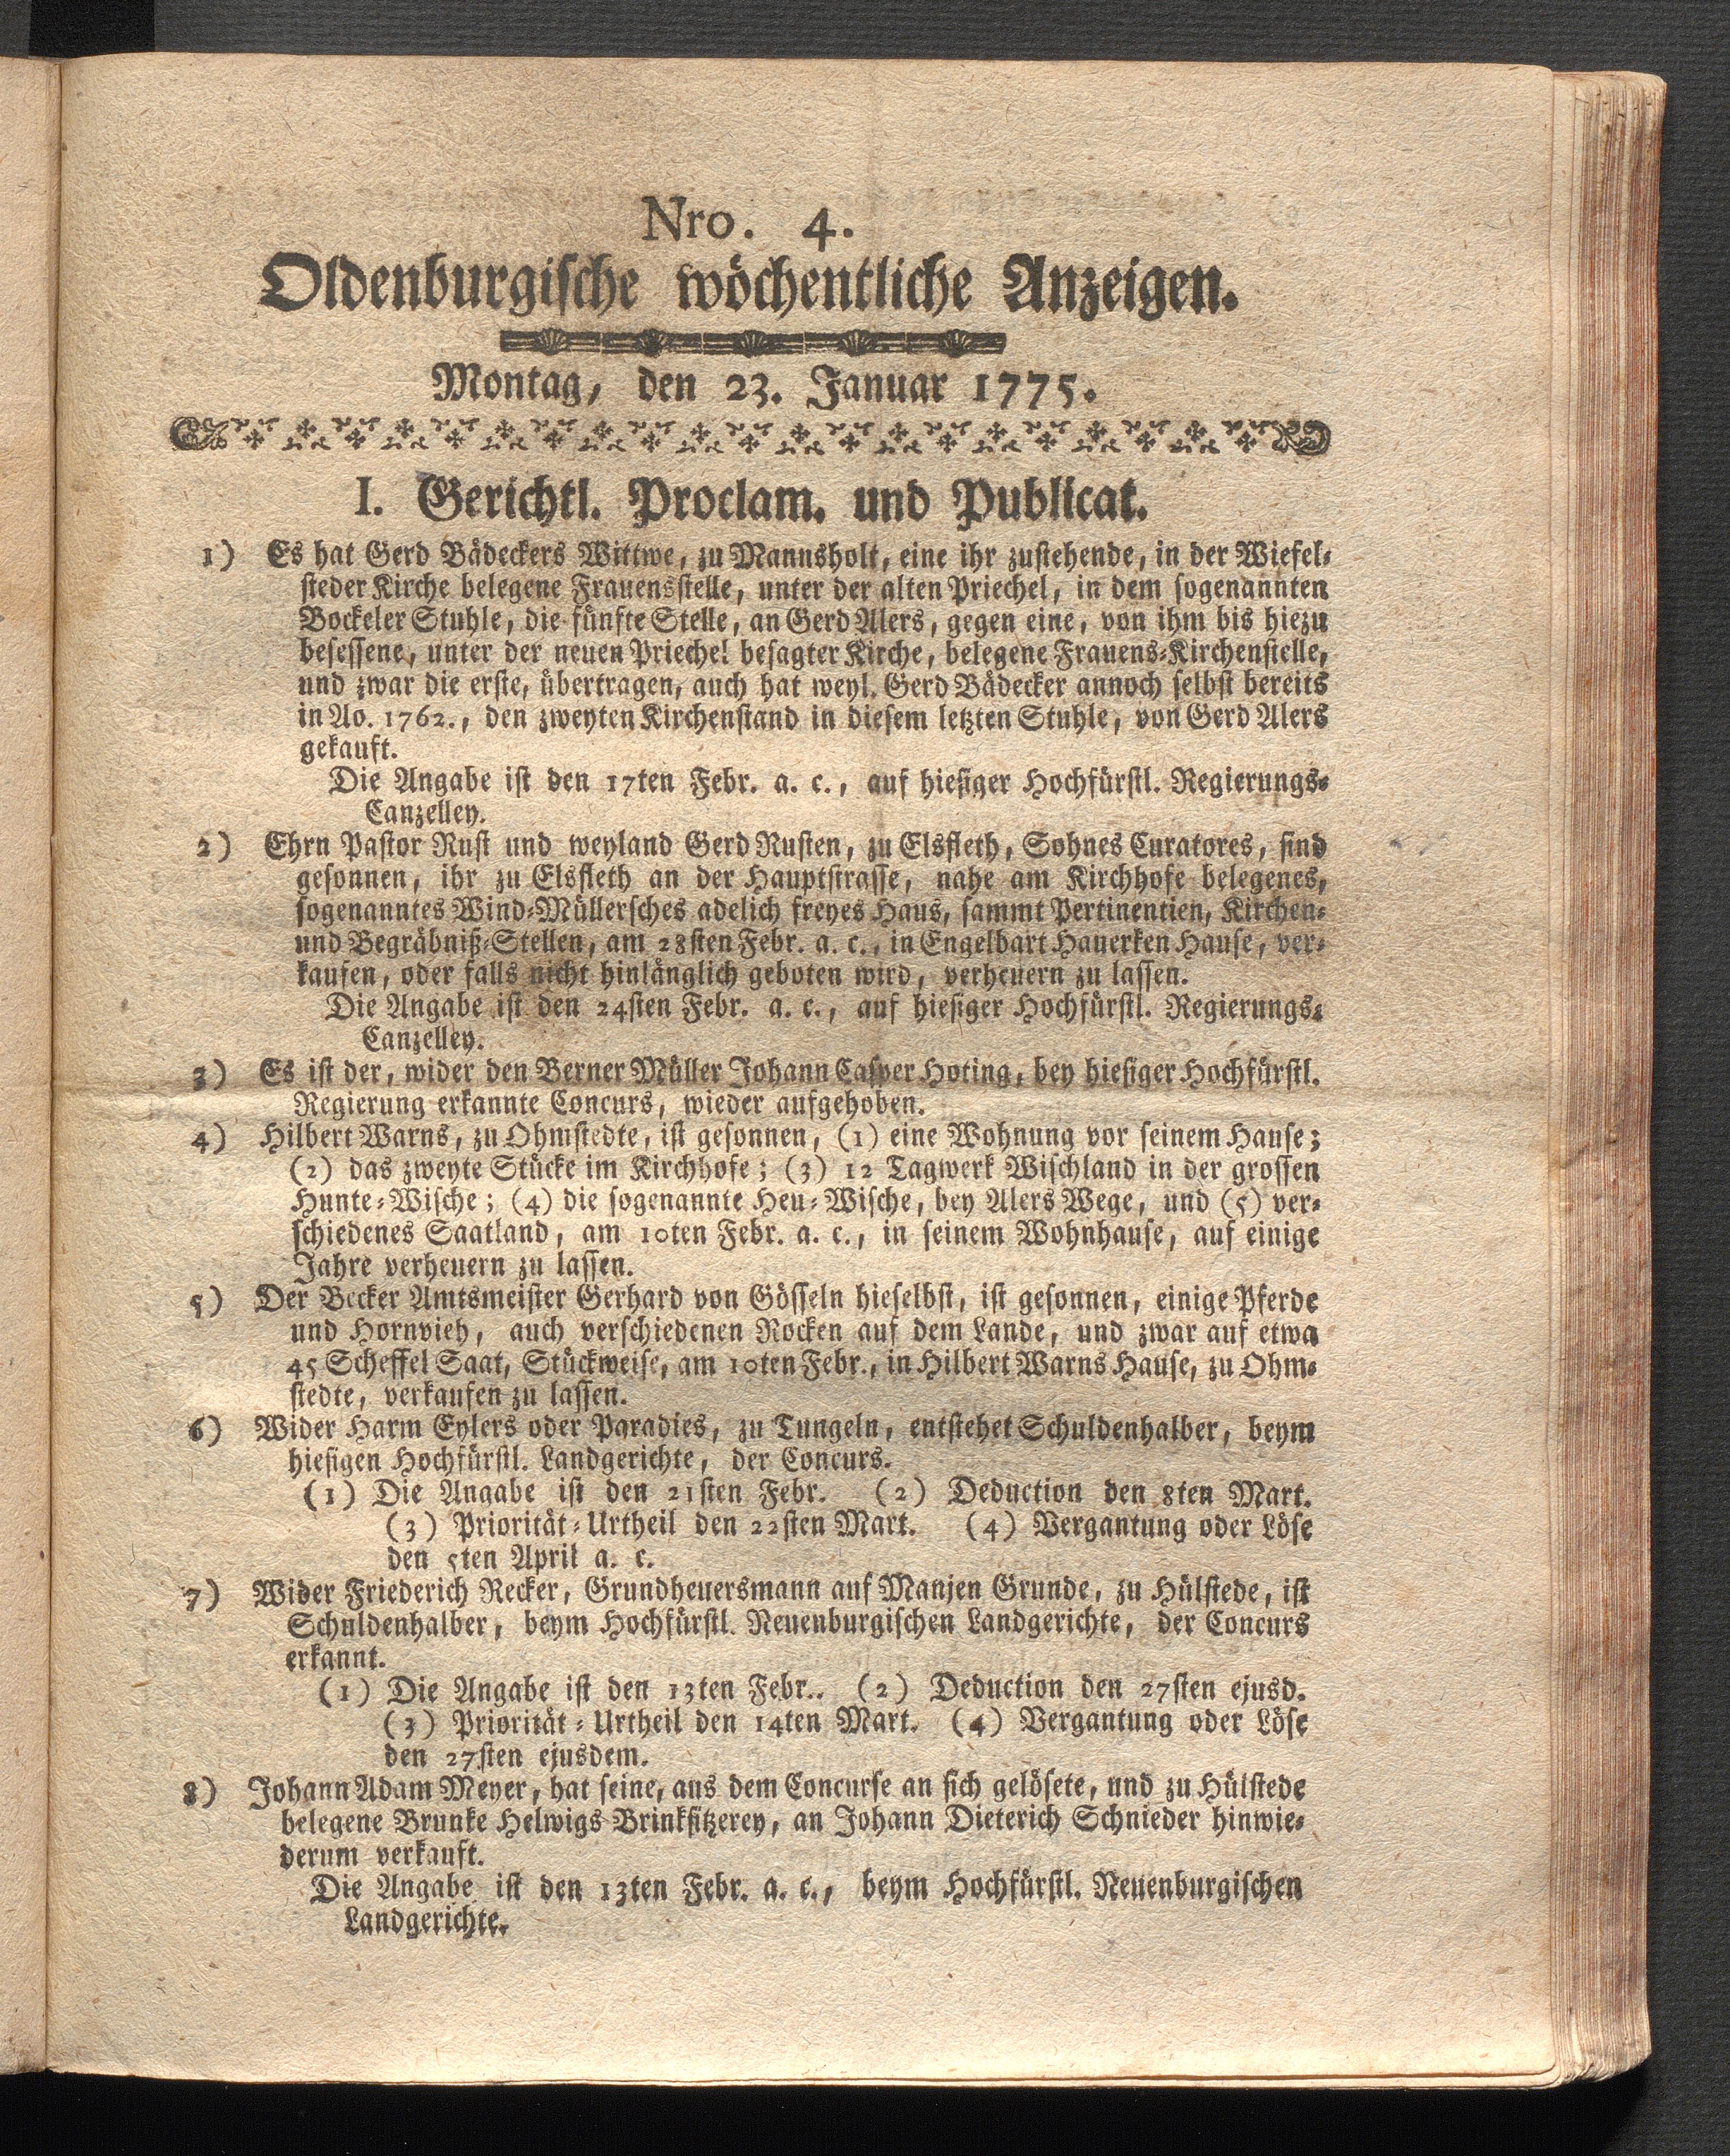 Nro. 4.
Oldenburgische wöchentliche Anzeigen.
Montag, den 23. Januar 1775.
I. Gerichtl. Proclam. und Publicat.
1) Es hat Gerd Bädeckers Wittwe, zu Mannsholt, eine ihr zustehende, in der Wiefel-
steder Kirche belegene Frauensstelle, unter der alten Priechel, in dem sogenannten
Bockeler Stuhle, die fünfte Stelle, an Gerd Alers, gegen eine, von ihm bis hiezu
besessene, unter der neuen Priechel besagter Kirche, belegene Frauens-Kirchenstelle,
und zwar die erste, übertragen, auch hat weyl. Gerd Bädecker annoch selbst bereits
in Ao. 1762., den zweyten Kirchenstand in diesem letzten Stuhle, von Gerd Alers
gekauft.
Die Angabe ist den 17ten Febr. a. c., auf hiesiger Hochfürstl. Regierungs-
Canzelley.
2) Ehrn Pastor Rust und weyland Gerd Rusten, zu Elsfleth, Sohnes Curatores, sind
gesonnen, ihr zu Elsfleth an der Hauptstrasse, nahe am Kirchhofe belegenes,
sogenanntes Wind-Müllersches adelich freyes Haus, sammt Pertinentien, Kirchen-
und Begräbniß-Stellen, am 28sten Febr. a. c., in Engelbart Hauerken Hause, ver-
kaufen, oder falls nicht hinlänglich geboten wird, verheuern zu lassen.
Die Angabe ist den 24sten Febr. a. c., auf hiesiger Hochfürstl. Regierungs-
Canzelley.
3) Es ist der, wider den Berner Müller Johann Casper Hoting, bey hiesiger Hochfürstl.
Regierung erkannte Concurs, wieder aufgehoben.
4) Hilbert Warns, zu Ohmstedte, ist gesonnen, (1) eine Wohnung vor seinem Hause;
(2) das zweyte Stücke im Kirchhofe; (3) 12 Tagwerk Wischland in der grossen
Hunte-Wische; (4) die sogenannte Heu-Wische, bey Alers Wege, und (5) ver-
schiedenes Saatland, am 10ten Febr. a. c., in seinem Wohnhause, auf einige
Jahre verheuern zu lassen.
5) Der Becker Amtsmeister Gerhard von Gösseln hieselbst, ist gesonnen, einige Pferde
und Hornvieh, auch verschiedenen Rocken auf dem Lande, und zwar auf etwa
45 Scheffel Saat, Stückweise, am 10ten Febr., in Hilbert Warns Hause, zu Ohm-
stedte, verkaufen zu lassen.
6) Wider Harm Eylers oder Paradies, zu Tungeln, entstehet Schuldenhalber, beym
hiesigen Hochfürstl. Landgerichte, der Concurs.
(1) Die Angabe ist den 21sten Febr. (2) Deduction den 8ten Mart.
(3) Priorität-Urtheil den 22sten Mart. (4) Vergantung oder Löse
den 5ten April a. c.
7) Wider Friederich Recker, Grundheuersmann auf Manjen Grunde, zu Hülstede, ist
Schuldenhalber, beym Hochfürstl. Neuenburgischen Landgerichte, der Concurs
erkannt.
(1) Die Angabe ist den 13ten Febr.. (2) Deduction den 27sten ejusd.
(3) Priorität-Urtheil den 14ten Mart. (4) Vergantung oder Löse
den 27sten ejusdem.
8) Johann Adam Meyer, hat seine, aus dem Concurse an sich gelösete, und zu Hülstede
belegene Brunke Helwigs Brinksitzerey, an Johann Dieterich Schnieder hinwie-
derum verkauft.
Die Angabe ist den 13ten Febr. a. c., beym Hochfürstl. Neuenburgischen
Landgerichte.